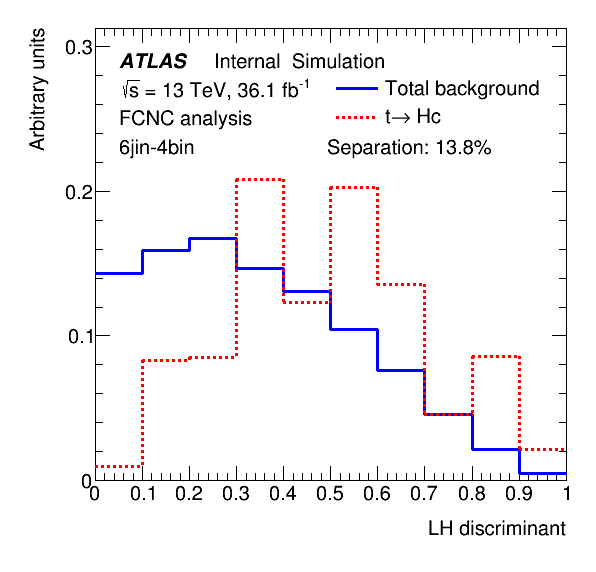 Arbitrary units
0.3
0.2
0.1
0
ATLAS Internal Simulation
√s = 13 TeV, 36.1 fb⁻¹
FCNC analysis
6jin-4bin
Total background
t→ Hc
Separation: 13.8%
0 0.1 0.2 0.3 0.4 0.5 0.6 0.7 0.8 0.9 1
LH discriminant